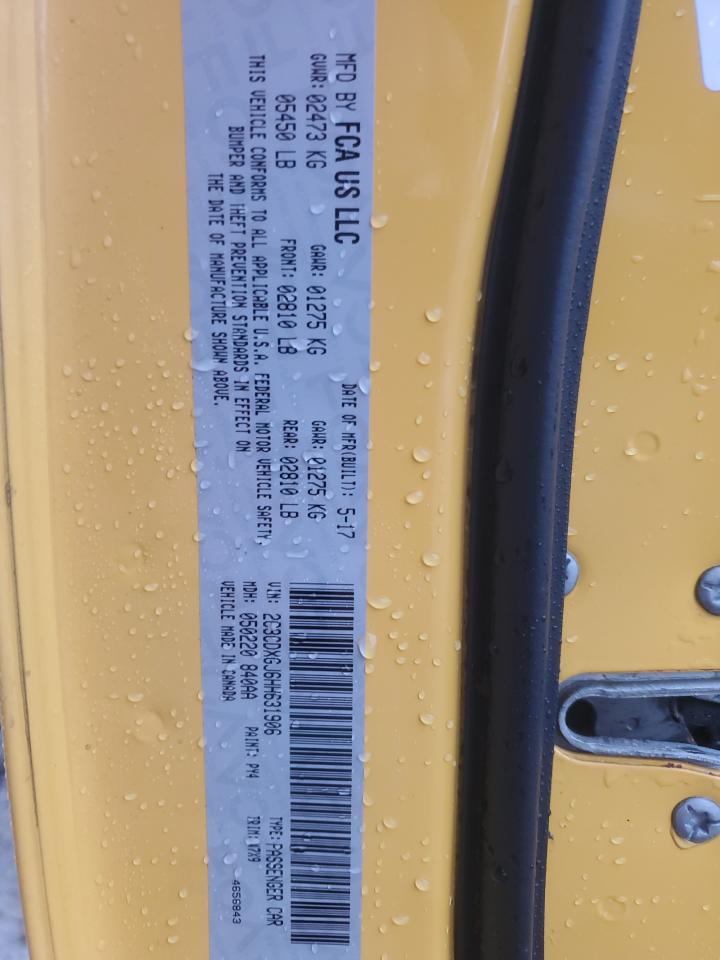 MFD BY FCA US LLC
DATE OF MFR(BUILT): 5-17
GVWR: 02473 KG GAWR: 01275 KG GAWR: 01275 KG
05450 LB FRONT: 02810 LB REAR: 02810 LB
THIS VEHICLE CONFORMS TO ALL APPLICABLE U.S.A. FEDERAL MOTOR VEHICLE SAFETY,
BUMPER AND THEFT PREVENTION STANDARDS IN EFFECT ON
THE DATE OF MANUFACTURE SHOWN ABOVE.
VIN: 2C3CDXGJ6HH631906 TYPE: PASSENGER CAR
MDH: 050220 840AA PAINT: PY4 TRIM:
VEHICLE MADE IN CANADA
4656843